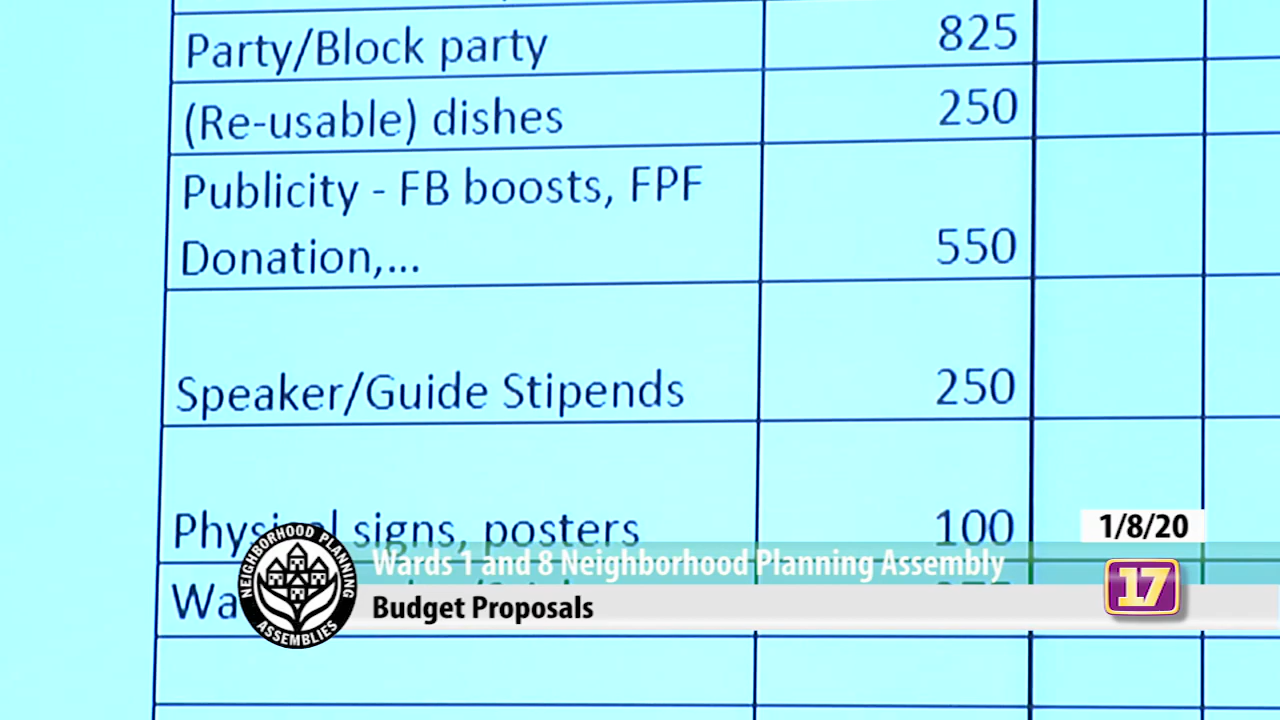 Party/Block party 825
(Re-usable) dishes 250
Publicity - FB boosts, FPF
Donation,... 550
Speaker/Guide Stipends 250
Physical signs, posters 100
1/8/20
Wards 1 and 8 Neighborhood Planning Assembly
17
Budget Proposals
NEIGHBORHOOD PLANNING
ASSEMBLIES